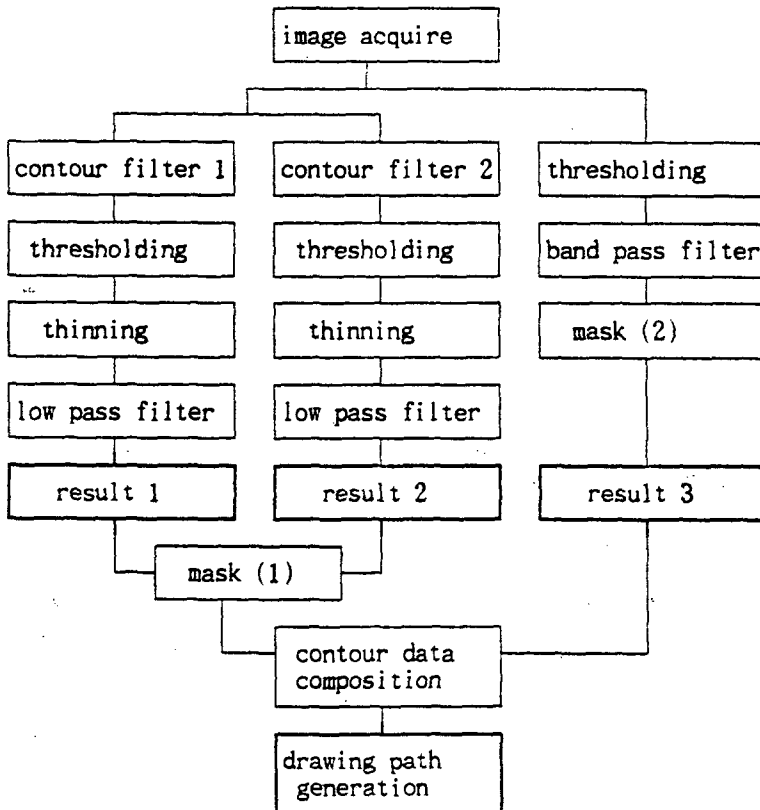 image acquire
contour filter 1
contour filter 2
thresholding
thresholding
thresholding
band pass filter
thinning
thinning
mask (2)
low pass filter
low pass filter
result 1
result 2
result 3
mask (1)
contour data
composition
drawing path
generation